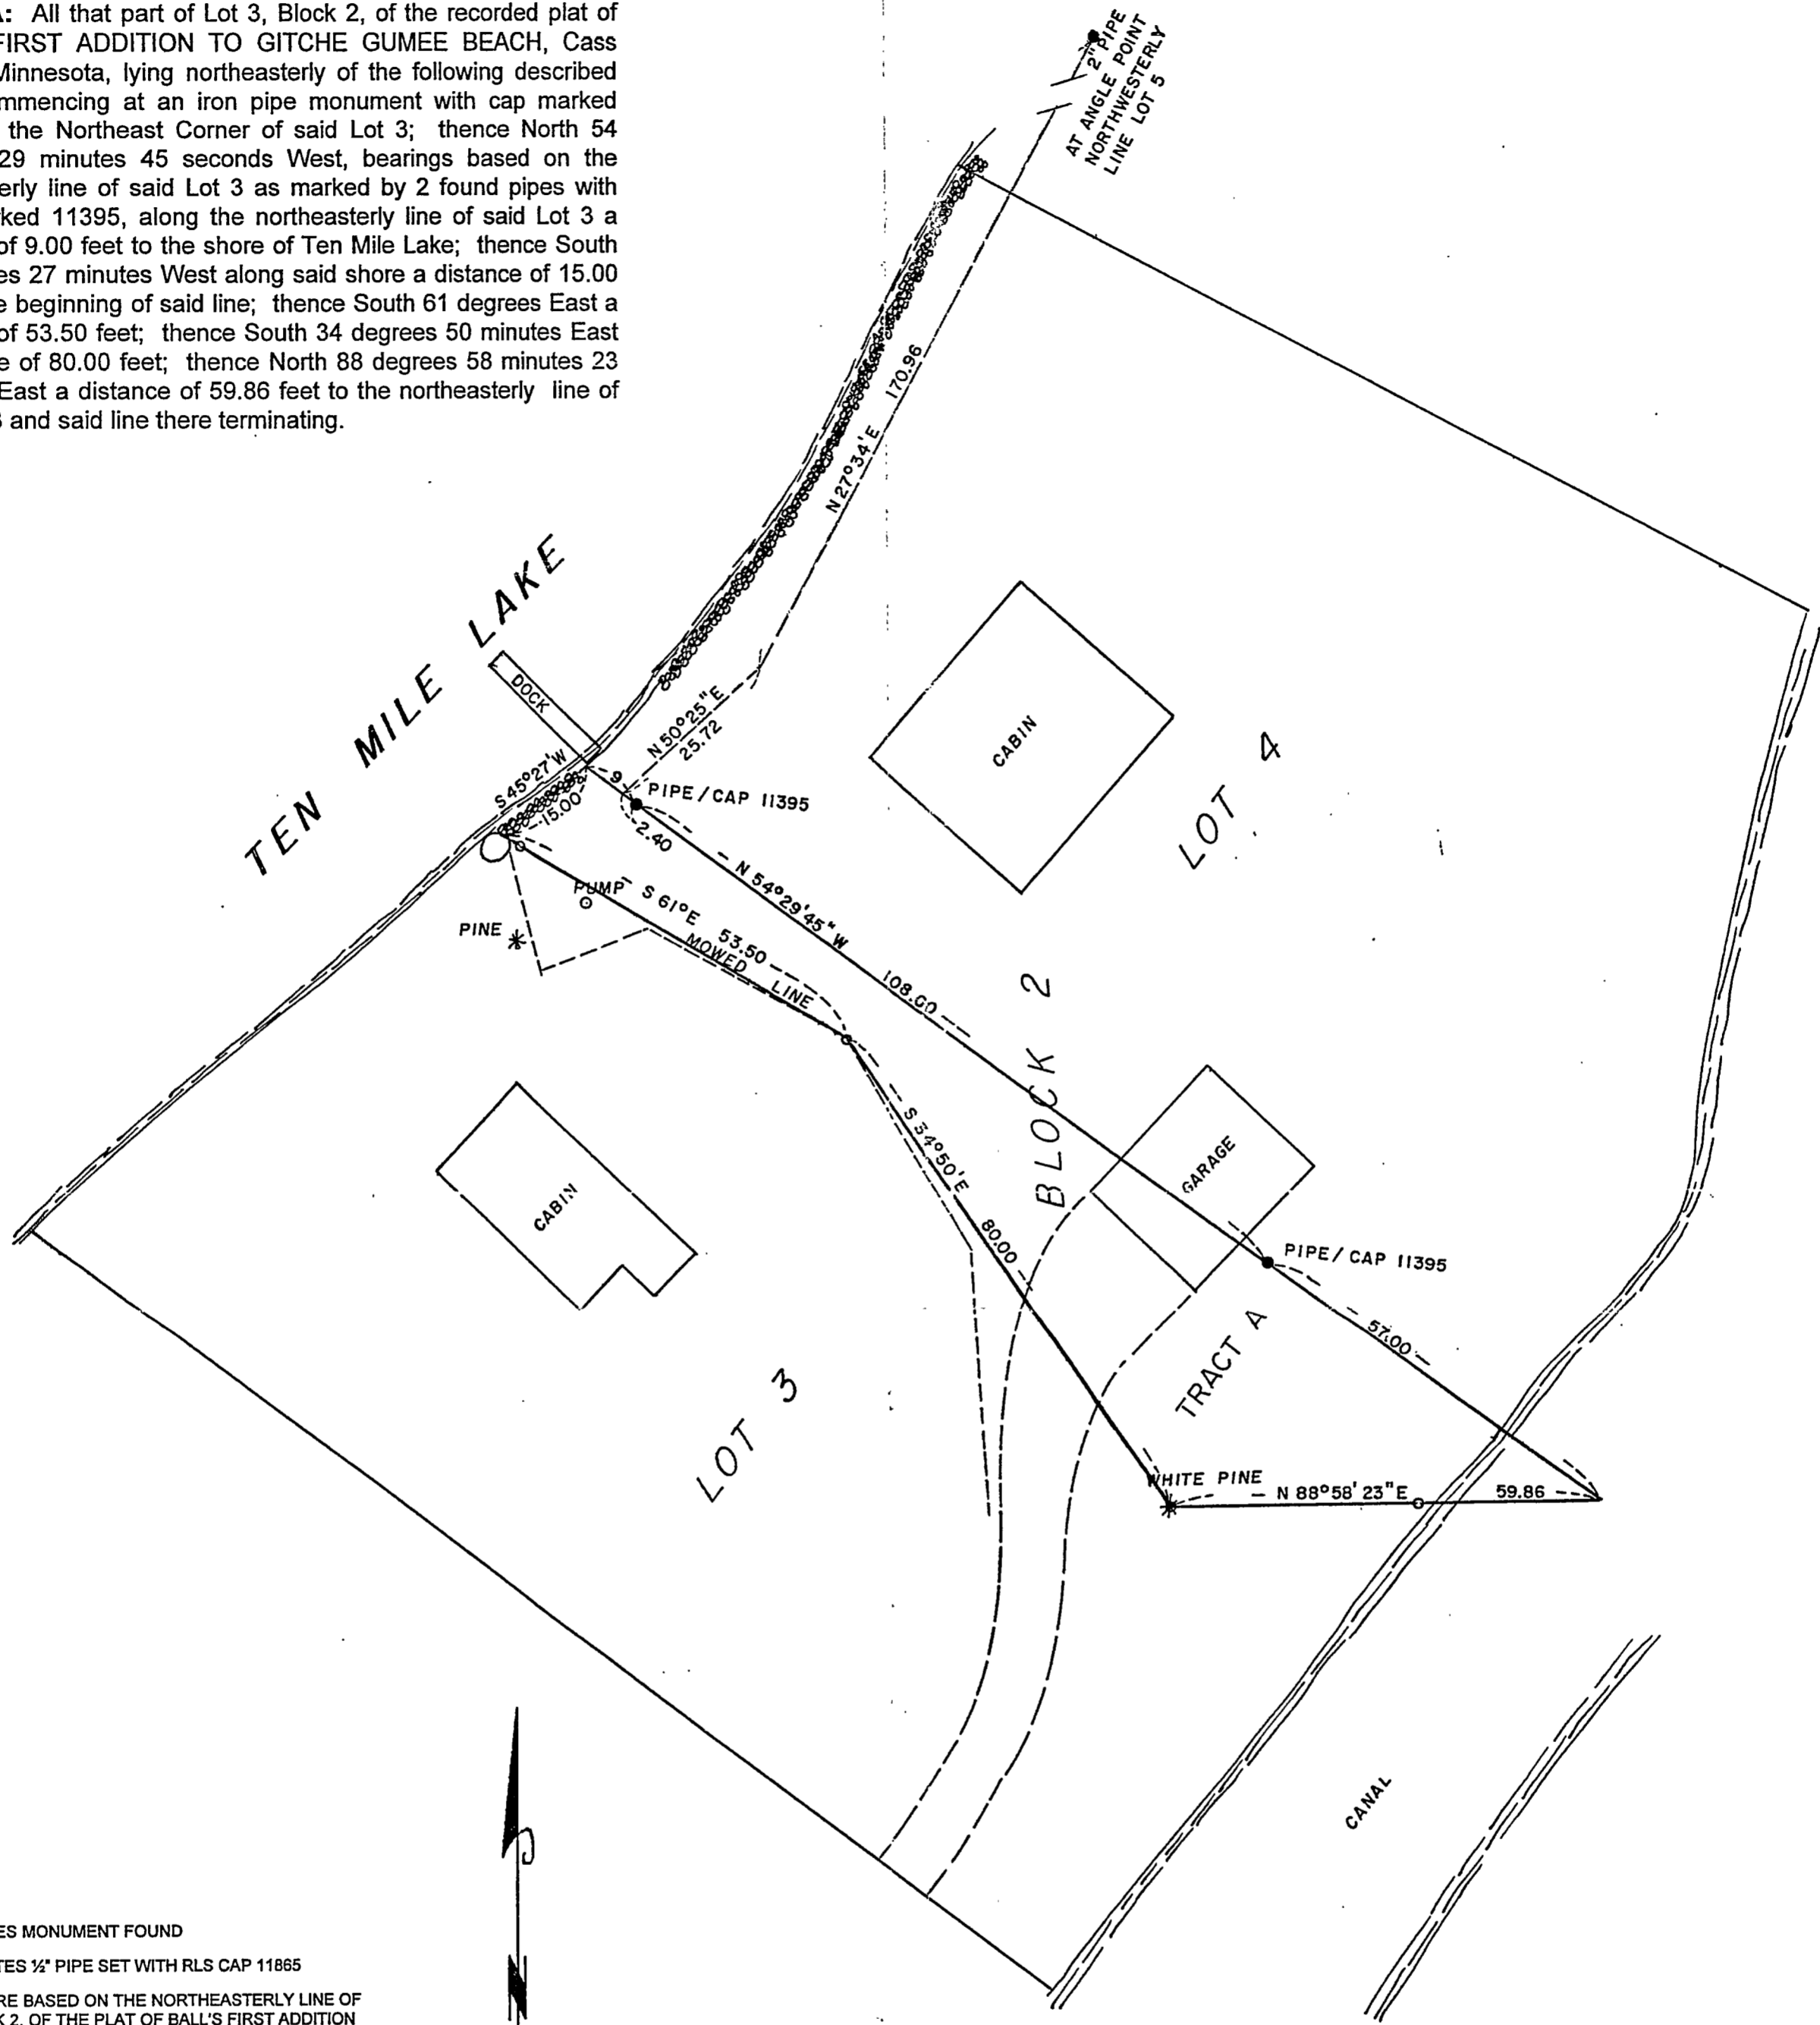 A: All that part of Lot 3, Block 2, of the recorded plat of
FIRST ADDITION TO GITCHE GUMEE BEACH, Cass
Minnesota, lying northeasterly of the following described
mmencing at an iron pipe monument with cap marked
the Northeast Corner of said Lot 3; thence North 54
29 minutes 45 seconds West, bearings based on the
erly line of said Lot 3 as marked by 2 found pipes with
ked 11395, along the northeasterly line of said Lot 3 a
of 9.00 feet to the shore of Ten Mile Lake; thence South
es 27 minutes West along said shore a distance of 15.00
e beginning of said line; thence South 61 degrees East a
of 53.50 feet; thence South 34 degrees 50 minutes East
e of 80.00 feet; thence North 88 degrees 58 minutes 23
East a distance of 59.86 feet to the northeasterly line of
3 and said line there terminating.
2" PIPE
AT ANGLE POINT
NORTHWESTERLY
LINE LOT 5
N 27°34'E 170.96
TEN MILE LAKE
DOCK
N 50°25"E
25.72
S 45°27'W
15.00
9
PIPE/CAP 11395
2.40
CABIN
LOT 4
PUMP
PINE
S 61°E 53.50
MOWED LINE
N 54°29'45"W 108.00
BLOCK 2
S 34°50'E 80.00
CABIN
GARAGE
PIPE/CAP 11395
57.00
TRACT A
LOT 3
WHITE PINE
N 88°58'23"E 59.86
CANAL
N
ES MONUMENT FOUND
TES ½" PIPE SET WITH RLS CAP 11865
RE BASED ON THE NORTHEASTERLY LINE OF
K 2, OF THE PLAT OF BALL'S FIRST ADDITION